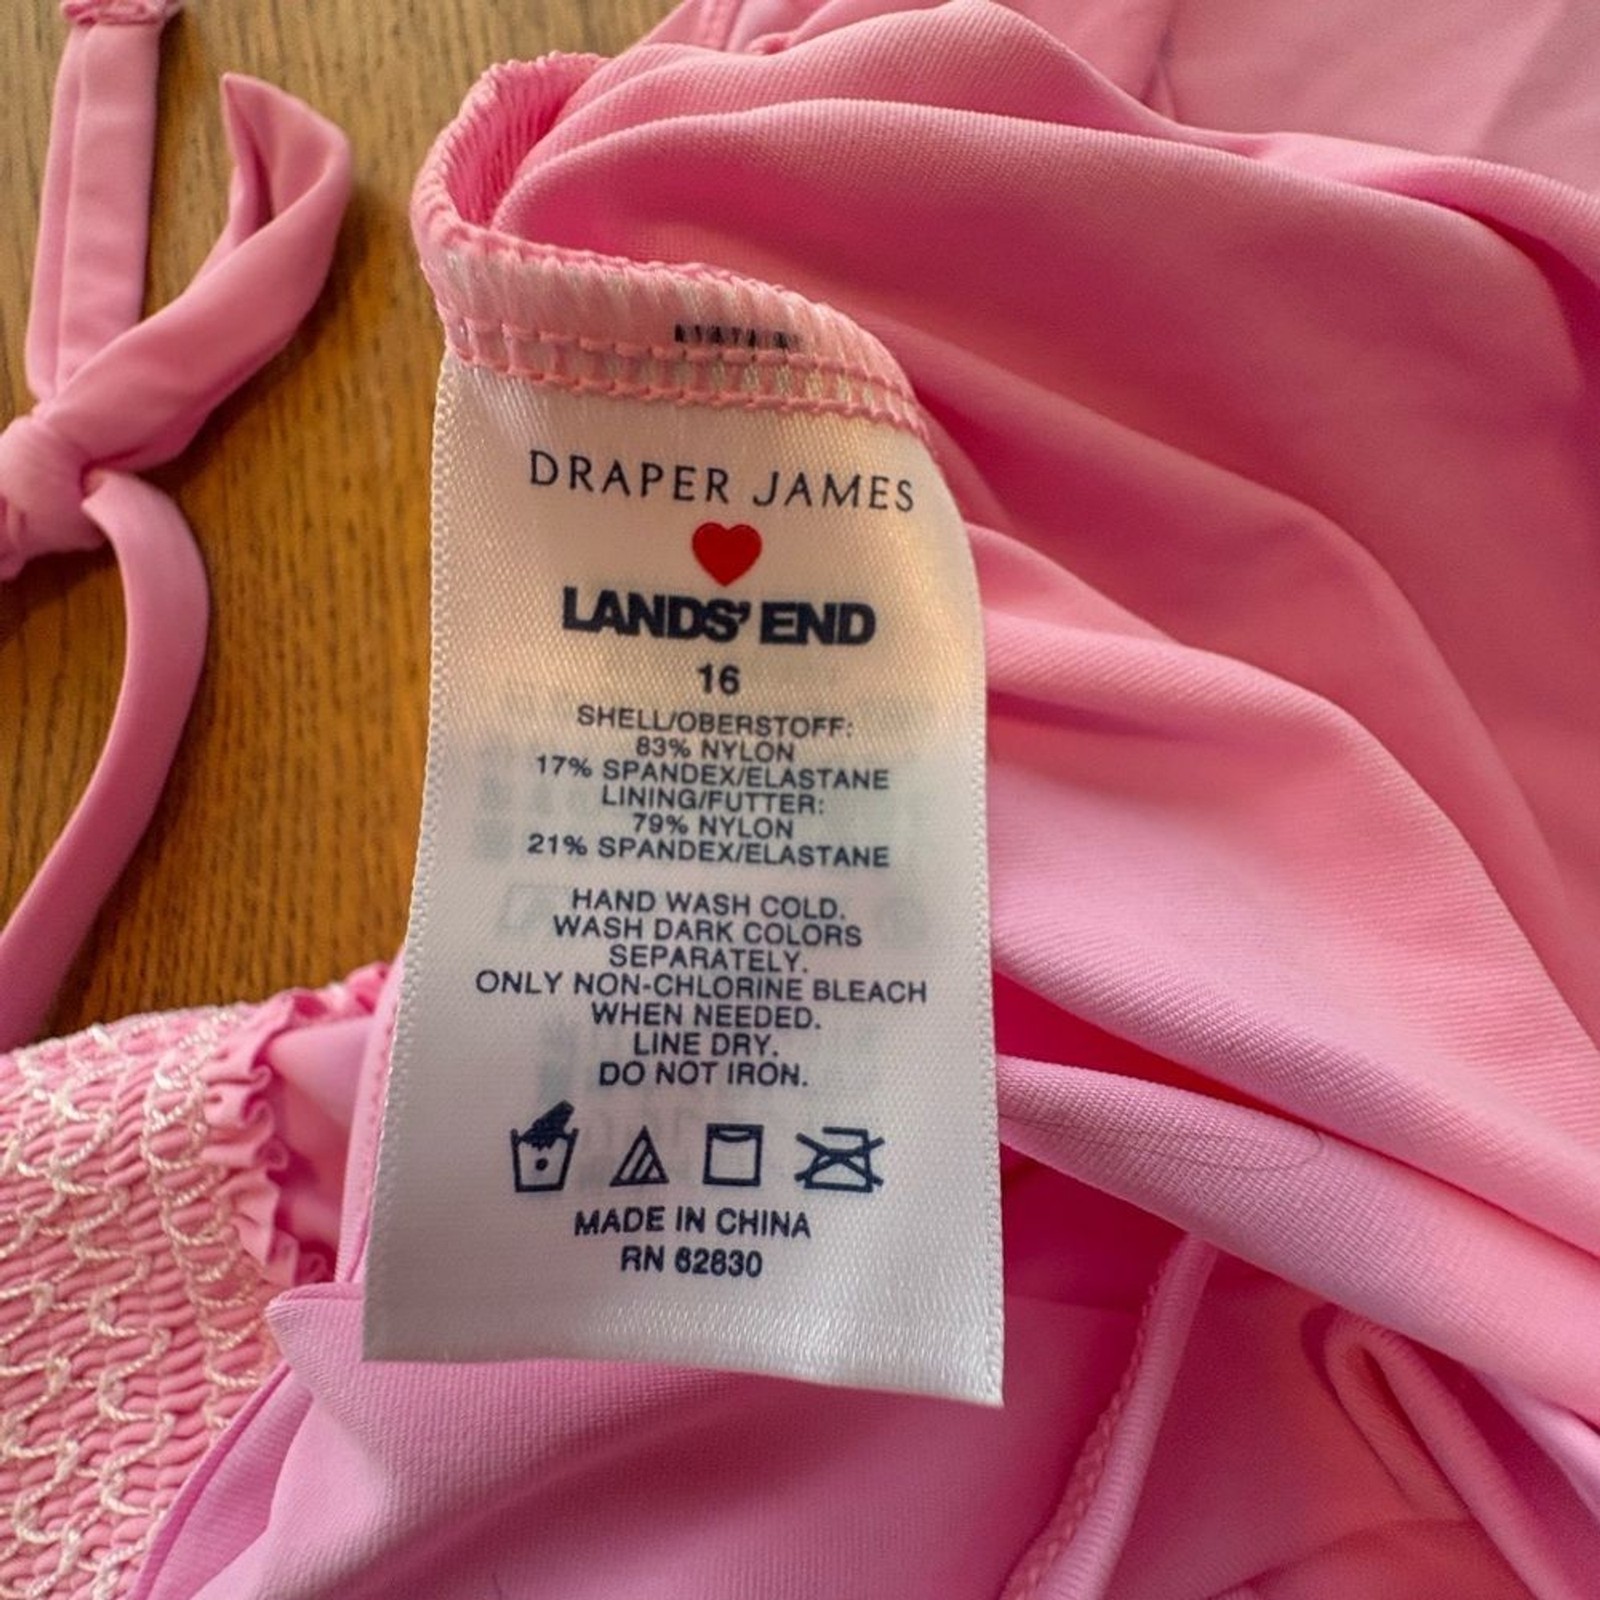 DRAPER JAMES
LANDS' END
16
SHELL/OBERSTOFF:
83% NYLON
17% SPANDEX/ELASTANE
LINING/FUTTER:
79% NYLON
21% SPANDEX/ELASTANE
HAND WASH COLD.
WASH DARK COLORS
SEPARATELY.
ONLY NON-CHLORINE BLEACH
WHEN NEEDED.
LINE DRY.
DO NOT IRON.
MADE IN CHINA
RN 62830